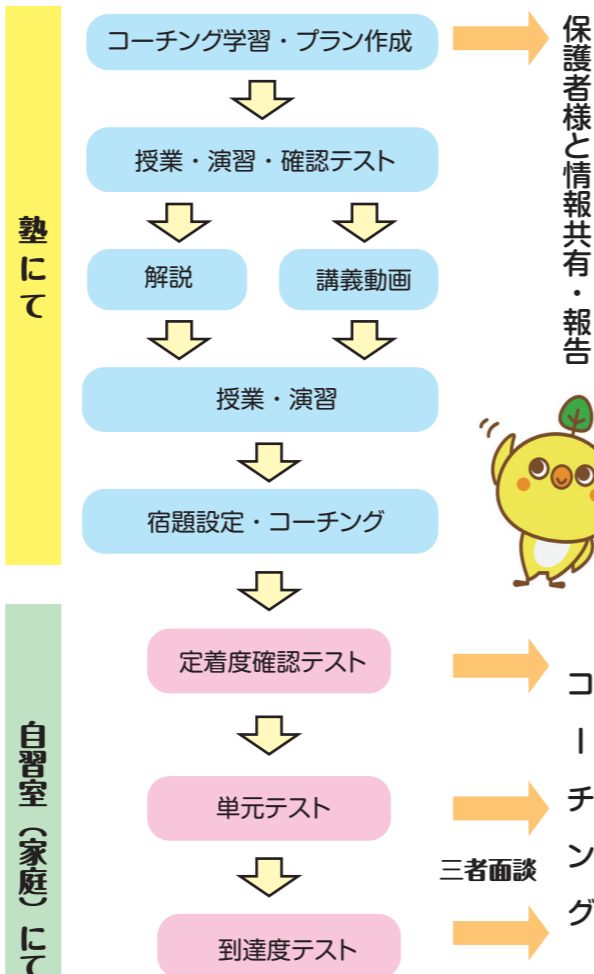 塾にて
コーチング学習・プラン作成
保護者様と情報共有・報告
授業・演習・確認テスト
解説
講義動画
授業・演習
宿題設定・コーチング
自習室（家庭）にて
定着度確認テスト
単元テスト
三者面談
到達度テスト
コーチング